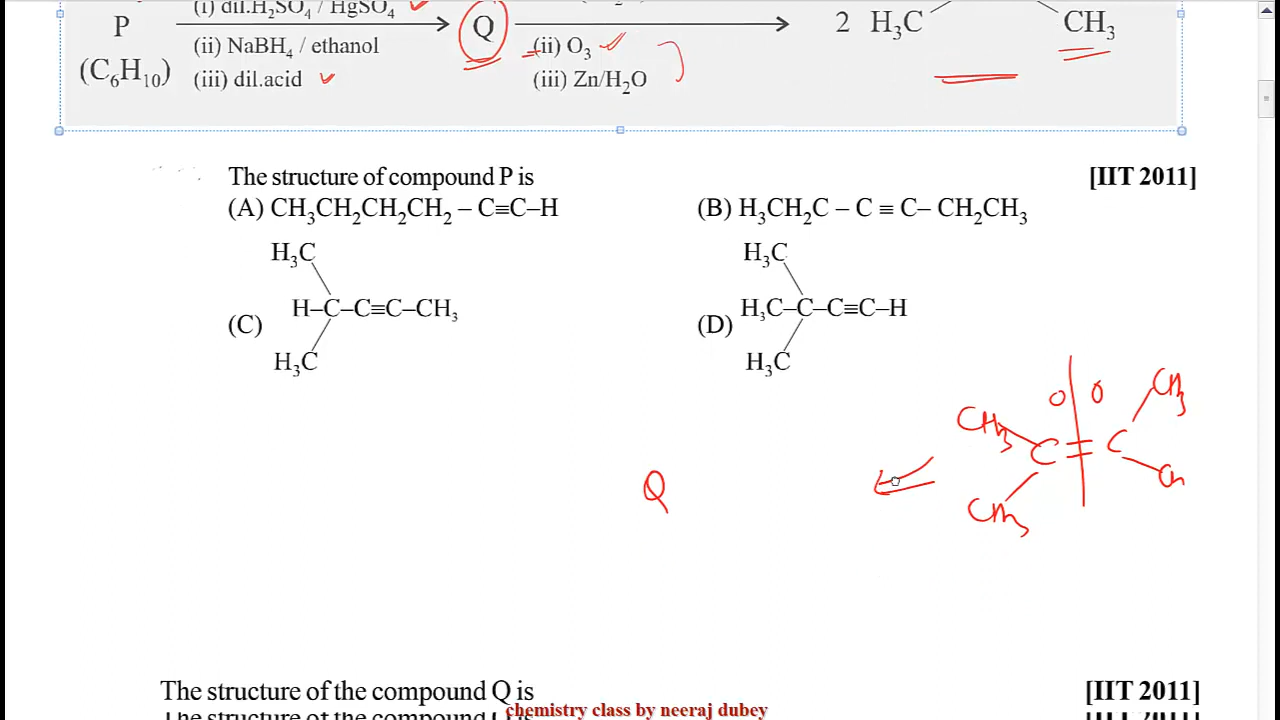 (i) dil.H₂SO₄ / HgSO₄
P Q 2 H₃C CH₃
(ii) NaBH₄ / ethanol (ii) O₃
(C₆H₁₀) (iii) dil.acid (iii) Zn/H₂O
The structure of compound P is [IIT 2011]
(A) CH₃CH₂CH₂CH₂ – C≡C–H (B) H₃CH₂C – C ≡ C– CH₂CH₃
H₃C H₃C
(C) H–C–C≡C–CH₃ (D) H₃C–C–C≡C–H
H₃C H₃C
O O CH₃
CH₃ C = C
CH₃
Q
The structure of the compound Q is [IIT 2011]
chemistry class by neeraj dubey